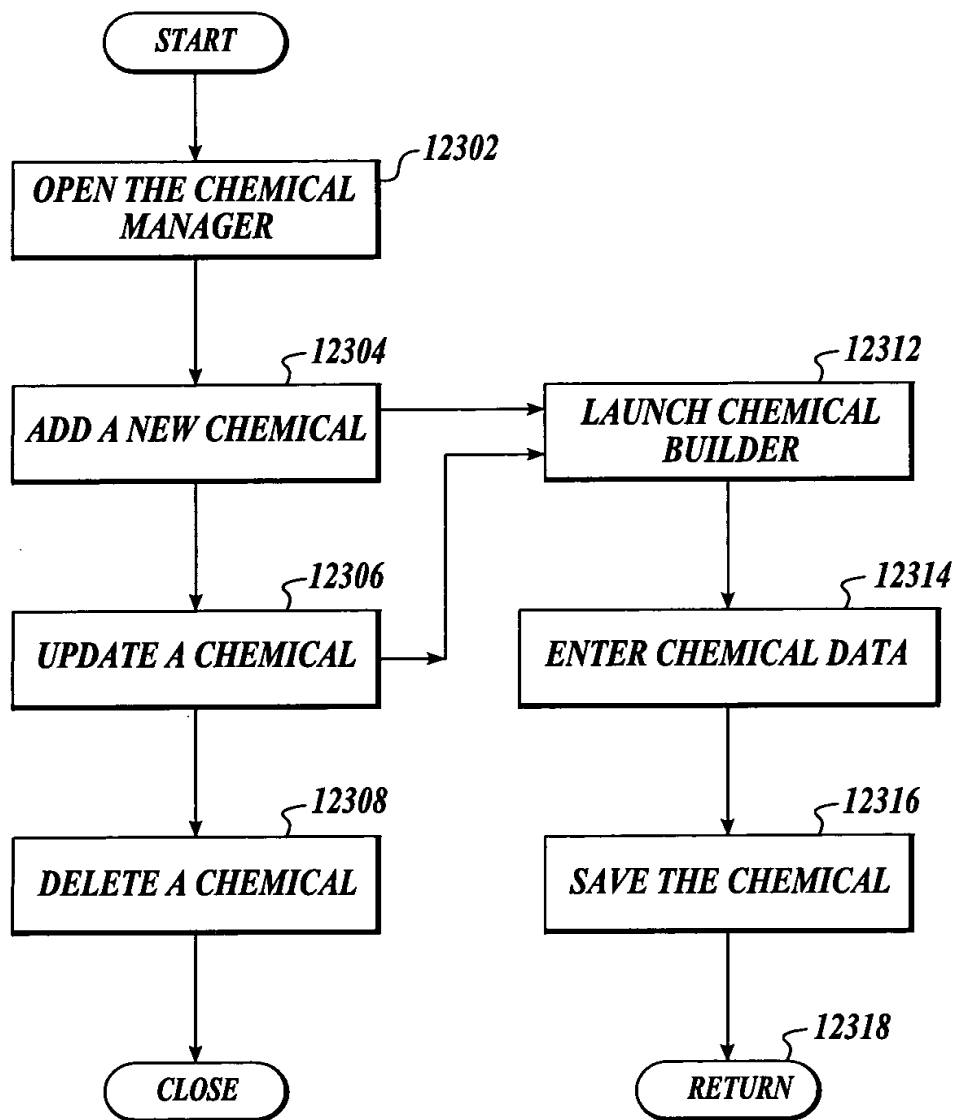 START
12302
OPEN THE CHEMICAL
MANAGER
12304
ADD A NEW CHEMICAL
12312
LAUNCH CHEMICAL
BUILDER
12306
UPDATE A CHEMICAL
12314
ENTER CHEMICAL DATA
12308
DELETE A CHEMICAL
12316
SAVE THE CHEMICAL
CLOSE
12318
RETURN